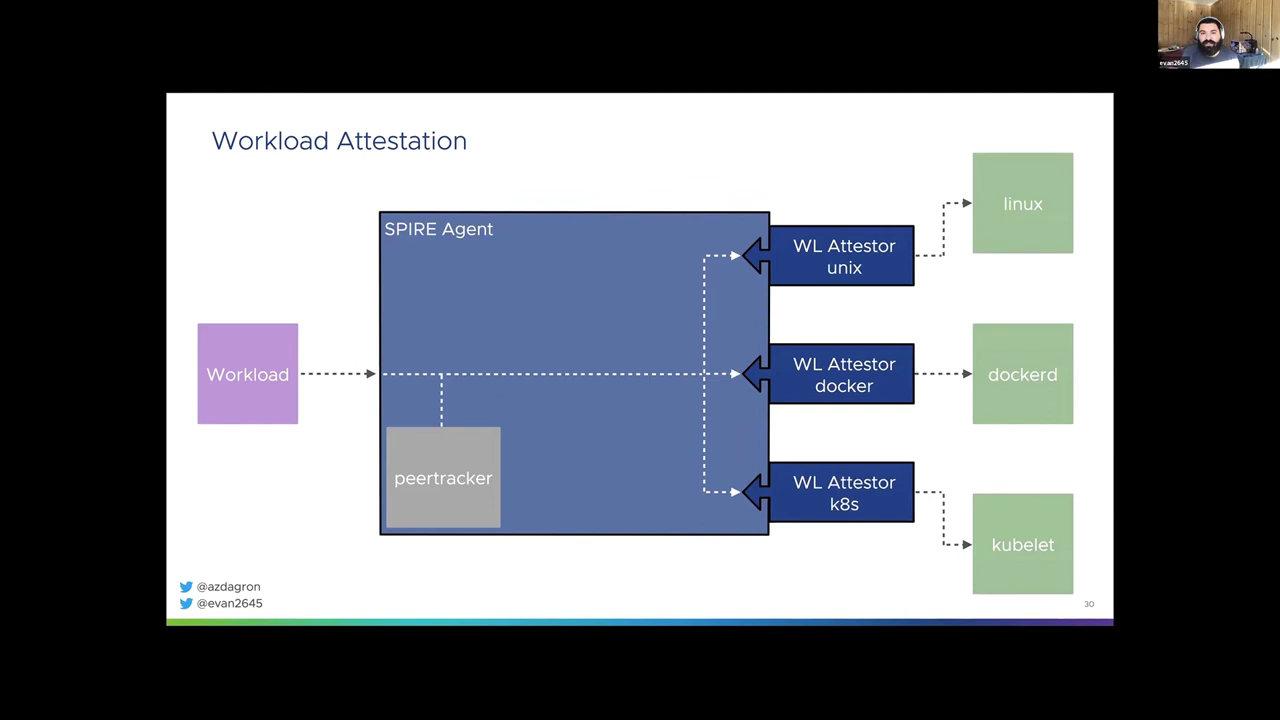 evan2645
Workload Attestation
SPIRE Agent
WL Attestor
unix
linux
Workload
WL Attestor
docker
dockerd
peertracker
WL Attestor
k8s
kubelet
@azdagron
@evan2645
30